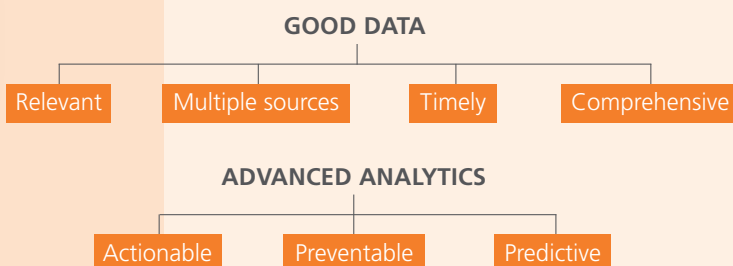 GOOD DATA
Relevant Multiple sources Timely Comprehensive
ADVANCED ANALYTICS
Actionable Preventable Predictive